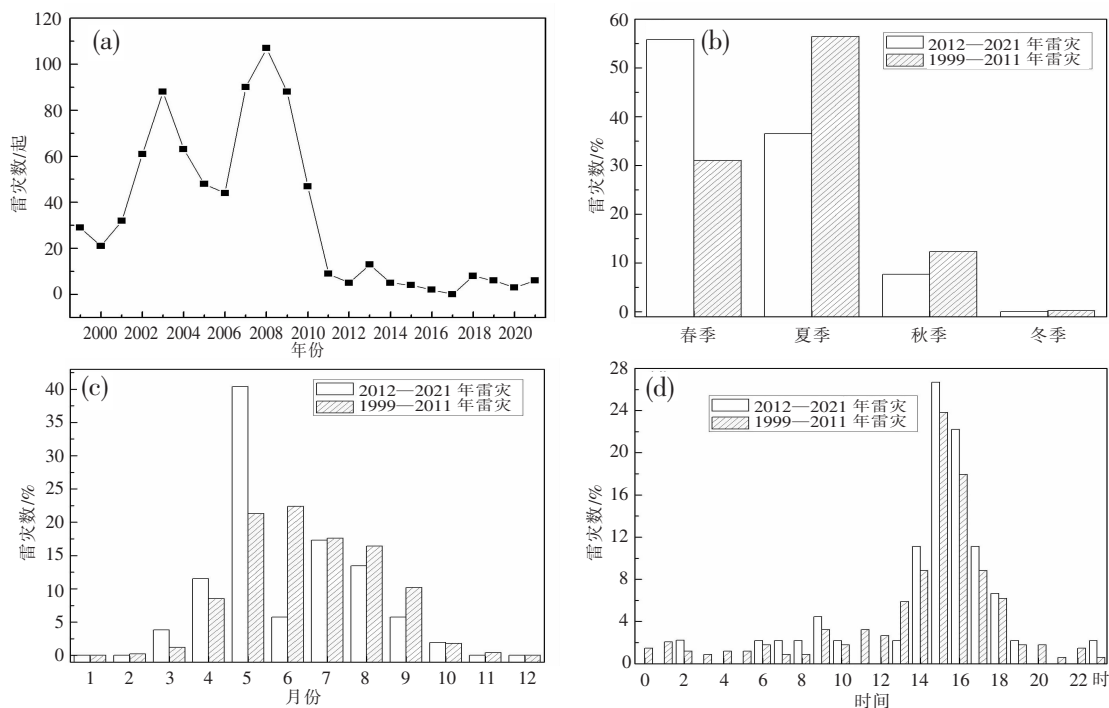 (a)
120
100
80
60
40
20
0
雷灾数/起
2000 2002 2004 2006 2008 2010 2012 2014 2016 2018 2020
年份
(b)
60
50
40
30
20
10
0
雷灾数/%
2012—2021 年雷灾
1999—2011 年雷灾
春季 夏季 秋季 冬季
(c)
40
35
30
25
20
15
10
5
0
雷灾数/%
2012—2021 年雷灾
1999—2011 年雷灾
1 2 3 4 5 6 7 8 9 10 11 12
月份
(d)
28
24
20
16
12
8
4
0
雷灾数/%
2012—2021 年雷灾
1999—2011 年雷灾
0 2 4 6 8 10 12 14 16 18 20 22 时
时间